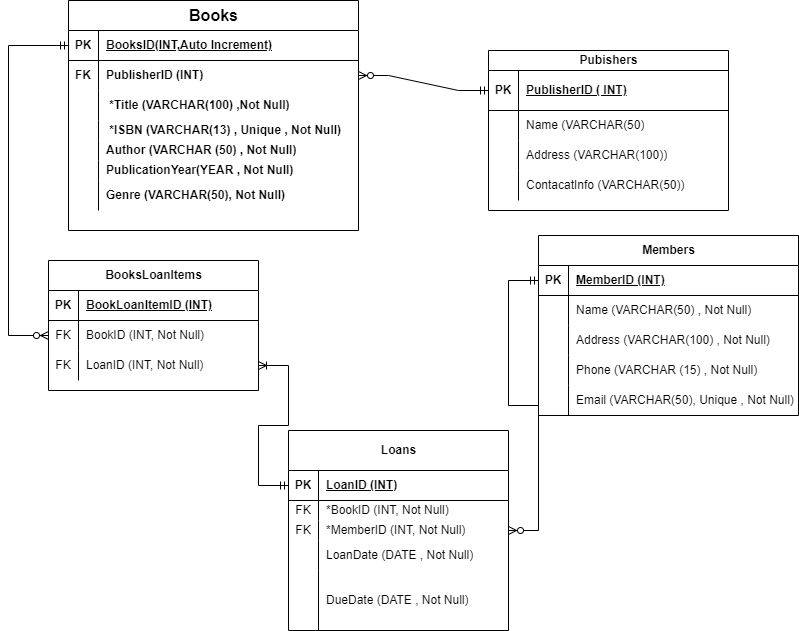 Books
PK BooksID(INT,Auto Increment)
FK PublisherID (INT)
*Title (VARCHAR(100) ,Not Null)
*ISBN (VARCHAR(13) , Unique , Not Null)
Author (VARCHAR (50) , Not Null)
PublicationYear(YEAR , Not Null)
Genre (VARCHAR(50), Not Null)
Pubishers
PK PublisherID ( INT)
Name (VARCHAR(50)
Address (VARCHAR(100))
ContacatInfo (VARCHAR(50))
BooksLoanItems
PK BookLoanItemID (INT)
FK BookID (INT, Not Null)
FK LoanID (INT, Not Null)
Members
PK MemberID (INT)
Name (VARCHAR(50) , Not Null)
Address (VARCHAR(100) , Not Null)
Phone (VARCHAR (15) , Not Null)
Email (VARCHAR(50), Unique , Not Null)
Loans
PK LoanID (INT)
FK *BookID (INT, Not Null)
FK *MemberID (INT, Not Null)
LoanDate (DATE , Not Null)
DueDate (DATE , Not Null)